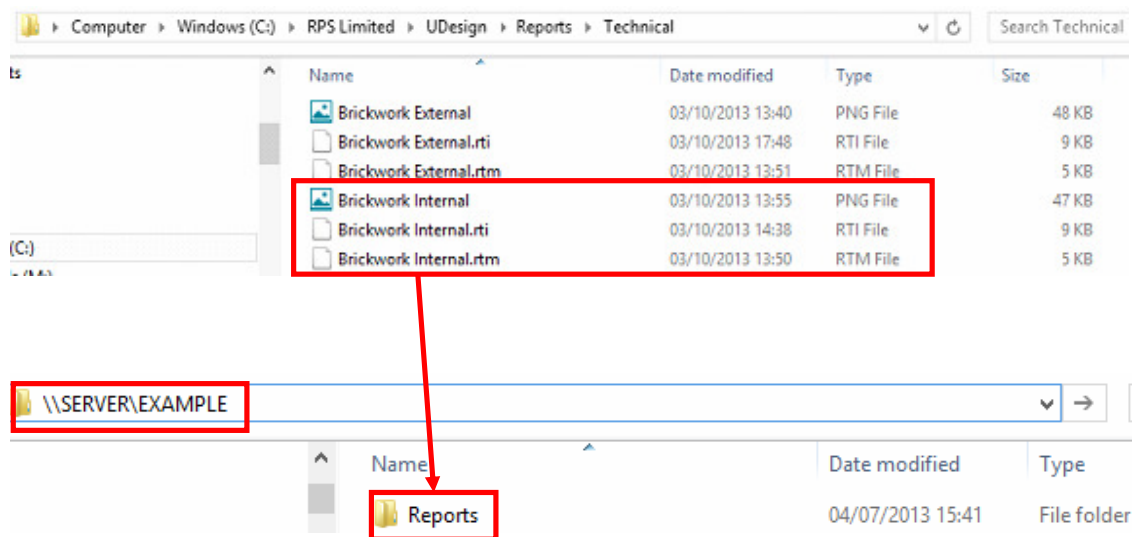 Computer Windows (C:) RPS Limited UDesign Reports Technical Search Technical
ts Name Date modified Type Size
Brickwork External 03/10/2013 13:40 PNG File 48 KB
Brickwork External.rti 03/10/2013 17:48 RTI File 9 KB
Brickwork External.rtm 03/10/2013 13:51 RTM File 5 KB
Brickwork Internal 03/10/2013 13:55 PNG File 47 KB
Brickwork Internal.rti 03/10/2013 14:38 RTI File 9 KB
(C:)
Brickwork Internal.rtm 03/10/2013 13:50 RTM File 5 KB
\\SERVER\EXAMPLE
Name Date modified Type
Reports 04/07/2013 15:41 File folder